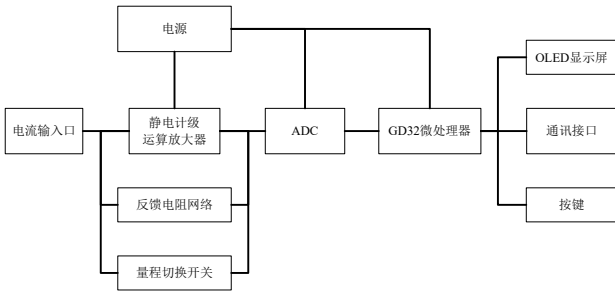 电源
OLED显示屏
电流输入口
静电计级
运算放大器
ADC
GD32微处理器
通讯接口
反馈电阻网络
按键
量程切换开关